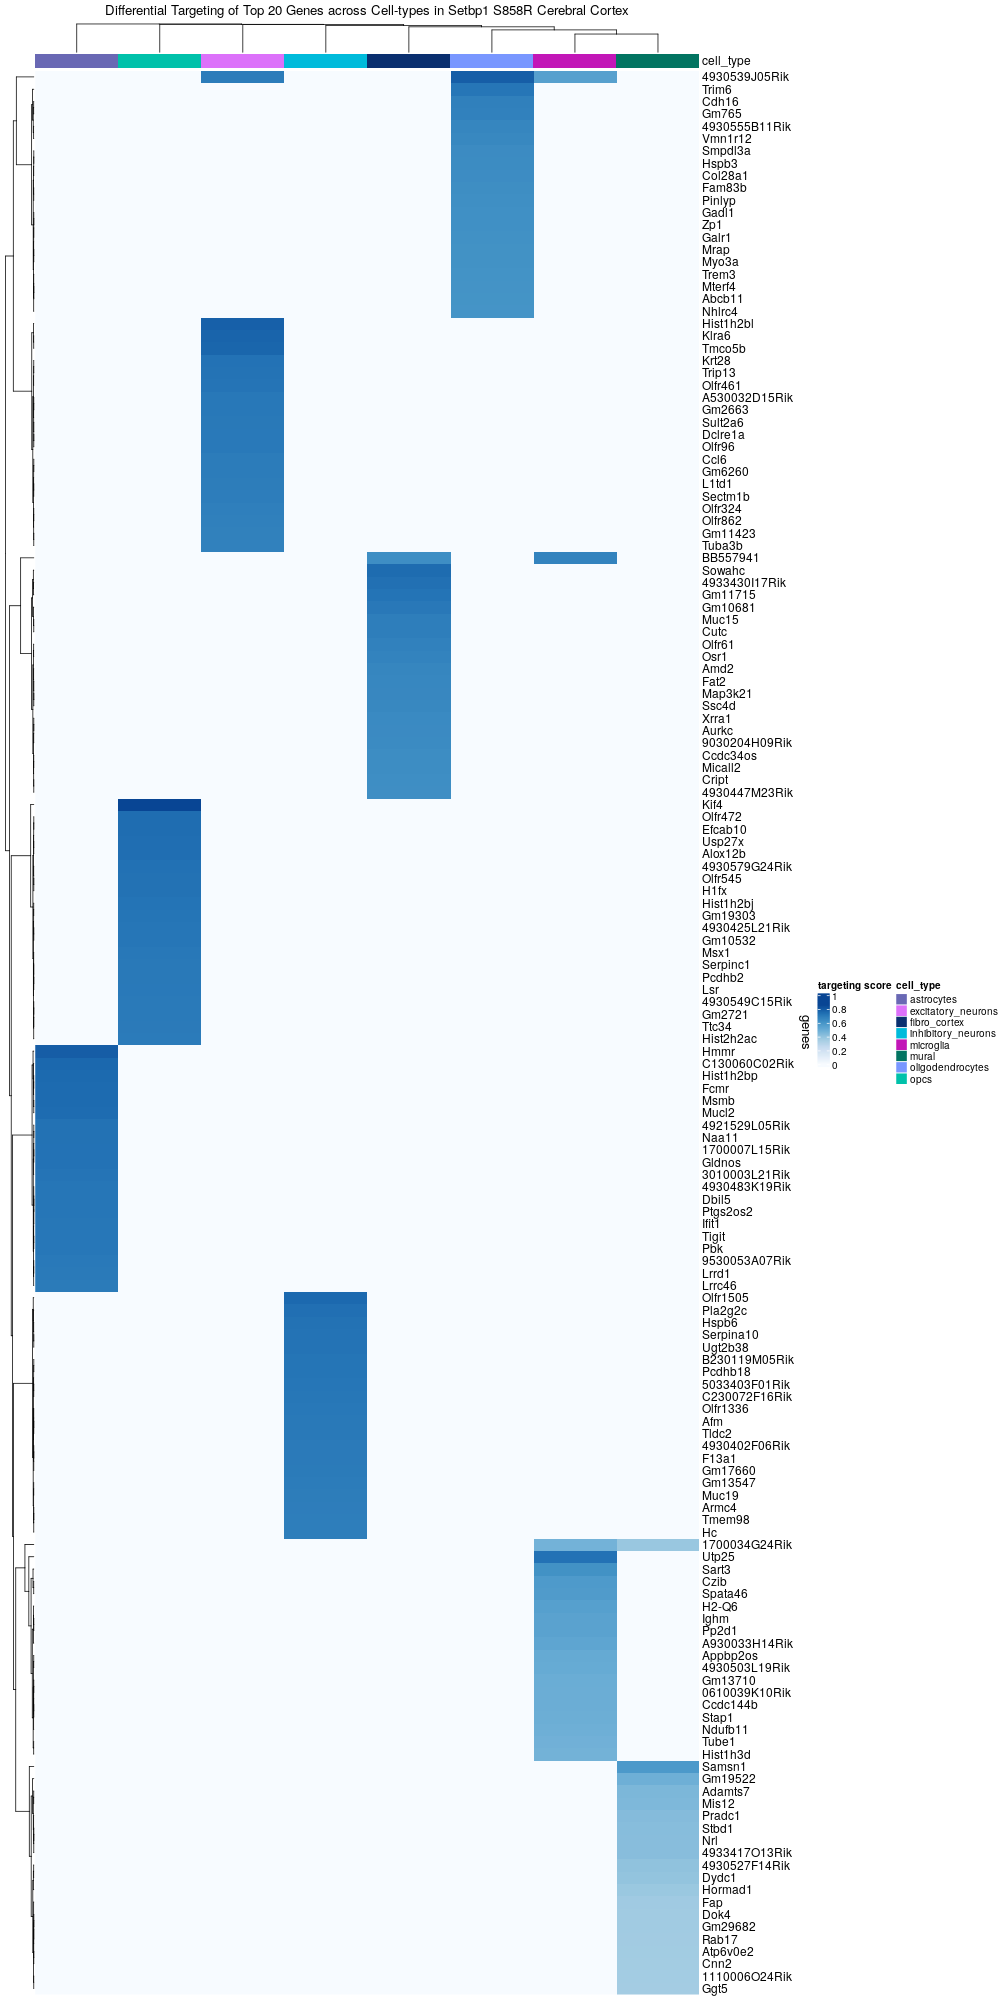 Differential Targeting of Top 20 Genes across Cell-types in Setbp1 S858R Cerebral Cortex
cell_type
4930539J05Rik
Trim6
Cdh16
Gm765
4930555B11Rik
Vmn1r12
Smpdl3a
Hspb3
Col28a1
Fam83b
Pinlyp
Gadl1
Zp1
Galr1
Mrap
Myo3a
Trem3
Mterf4
Abcb11
Nhlrc4
Hist1h2bl
Klra6
Tmco5b
Krt28
Trip13
Olfr461
A530032D15Rik
Gm2663
Sult2a6
Dclre1a
Olfr96
Ccl6
Gm6260
L1td1
Sectm1b
Olfr324
Olfr862
Gm11423
Tuba3b
BB557941
Sowahc
4933430I17Rik
Gm11715
Gm10681
Muc15
Cutc
Olfr61
Osr1
Amd2
Fat2
Map3k21
Ssc4d
Xrra1
Aurkc
9030204H09Rik
Ccdc34os
Micall2
Cript
4930447M23Rik
Kif4
Olfr472
Efcab10
Usp27x
Alox12b
4930579G24Rik
Olfr545
H1fx
Hist1h2bj
Gm19303
4930425L21Rik
Gm10532
Msx1
Serpinc1
Pcdhb2
Lsr
4930549C15Rik
Gm2721
Ttc34
Hist2h2ac
Hmmr
C130060C02Rik
Hist1h2bp
Fcmr
Msmb
Mucl2
4921529L05Rik
Naa11
1700007L15Rik
Gldnos
3010003L21Rik
4930483K19Rik
Dbil5
Ptgs2os2
Ifit1
Tigit
Pbk
9530053A07Rik
Lrrd1
Lrrc46
Olfr1505
Pla2g2c
Hspb6
Serpina10
Ugt2b38
B230119M05Rik
Pcdhb18
5033403F01Rik
C230072F16Rik
Olfr1336
Afm
Tldc2
4930402F06Rik
F13a1
Gm17660
Gm13547
Muc19
Armc4
Tmem98
Hc
1700034G24Rik
Utp25
Sart3
Czib
Spata46
H2-Q6
Ighm
Pp2d1
A930033H14Rik
Appbp2os
4930503L19Rik
Gm13710
0610039K10Rik
Ccdc144b
Stap1
Ndufb11
Tube1
Hist1h3d
Samsn1
Gm19522
Adamts7
Mis12
Pradc1
Stbd1
Nrl
4933417O13Rik
4930527F14Rik
Dydc1
Hormad1
Fap
Dok4
Gm29682
Rab17
Atp6v0e2
Cnn2
1110006O24Rik
Ggt5
genes
targeting score
1
0.8
0.6
0.4
0.2
0
cell_type
astrocytes
excitatory_neurons
fibro_cortex
inhibitory_neurons
microglia
mural
oligodendrocytes
opcs